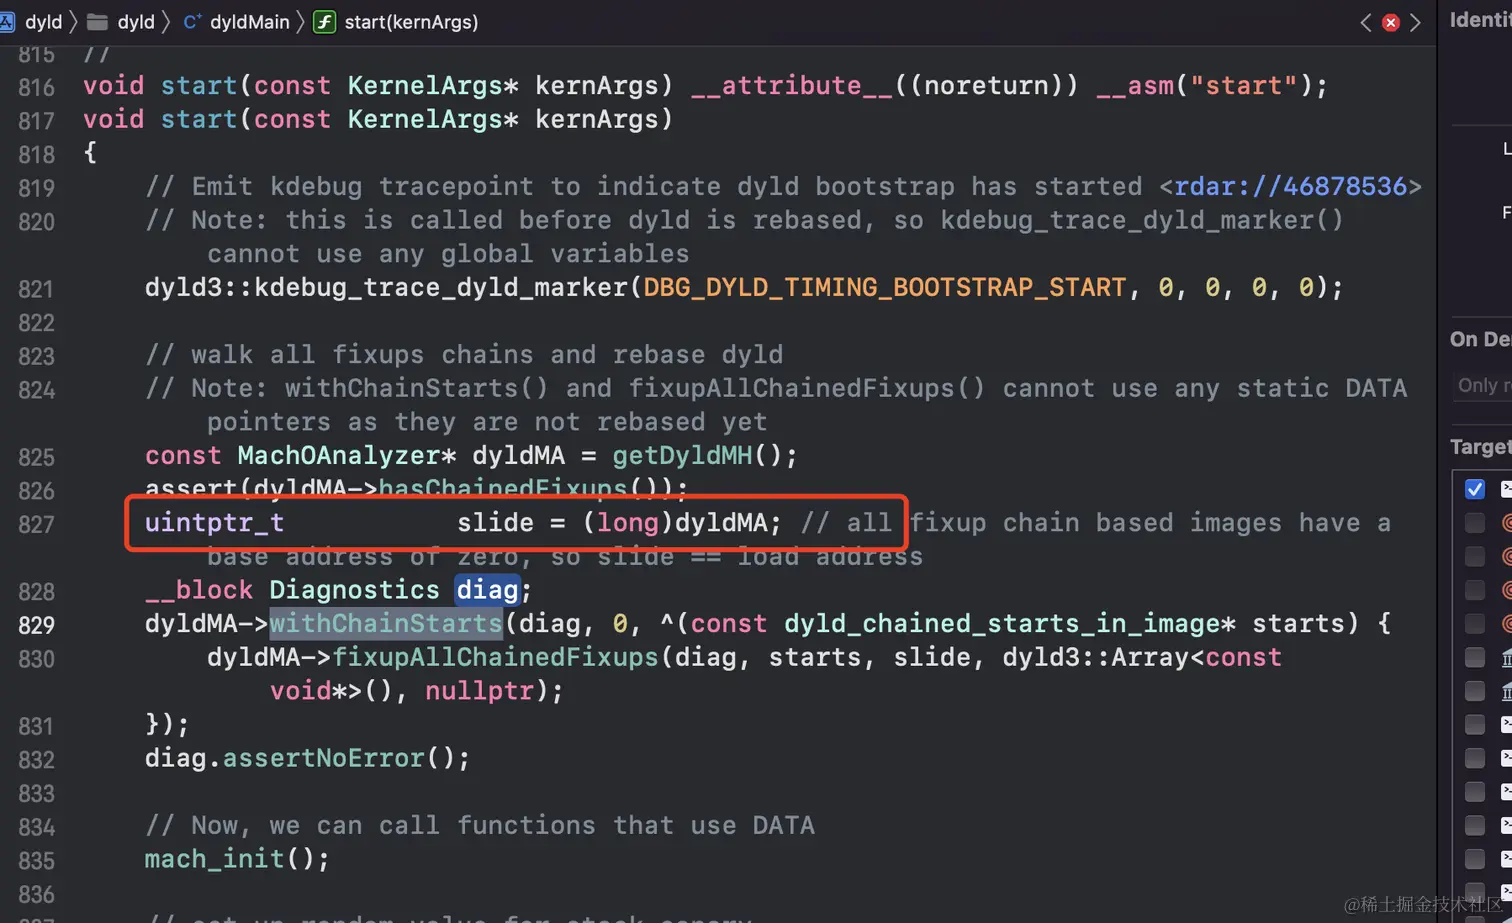 dyld 〉 dyld 〉 C+ dyldMain 〉 f start(kernArgs)
Identit
815 //
816 void start(const KernelArgs* kernArgs) __attribute__((noreturn)) __asm("start");
817 void start(const KernelArgs* kernArgs)
818 {
819 // Emit kdebug tracepoint to indicate dyld bootstrap has started <rdar://46878536>
820 // Note: this is called before dyld is rebased, so kdebug_trace_dyld_marker()
cannot use any global variables
821 dyld3::kdebug_trace_dyld_marker(DBG_DYLD_TIMING_BOOTSTRAP_START, 0, 0, 0, 0);
822
823 // walk all fixups chains and rebase dyld
824 // Note: withChainStarts() and fixupAllChainedFixups() cannot use any static DATA
pointers as they are not rebased yet
825 const MachOAnalyzer* dyldMA = getDyldMH();
826 assert(dyldMA->hasChainedFixups());
827 uintptr_t slide = (long)dyldMA; // all fixup chain based images have a
base address of zero, so slide == load address
828 __block Diagnostics diag;
829 dyldMA->withChainStarts(diag, 0, ^(const dyld_chained_starts_in_image* starts) {
830 dyldMA->fixupAllChainedFixups(diag, starts, slide, dyld3::Array<const
void*>(), nullptr);
831 });
832 diag.assertNoError();
833
834 // Now, we can call functions that use DATA
835 mach_init();
836
L
F
On De
Only r
Target
@稀土掘金技术社区